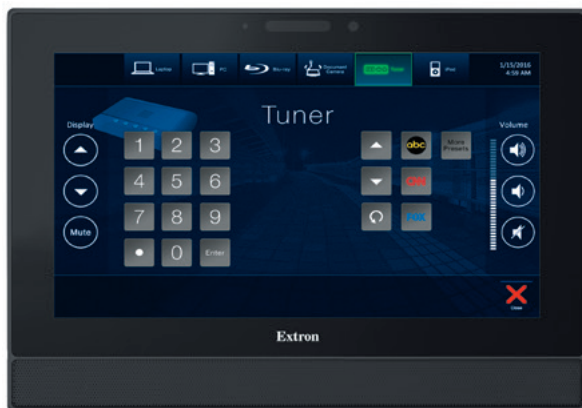 Laptop
PC
Blu-ray
Document
Camera
Tuner
iPod
1/15/2016
4:59 AM
Tuner
Display
Volume
1 2 3
abc
More
Presets
4 5 6
CNN
7 8 9
FOX
Mute
0 Enter
Close
Extron